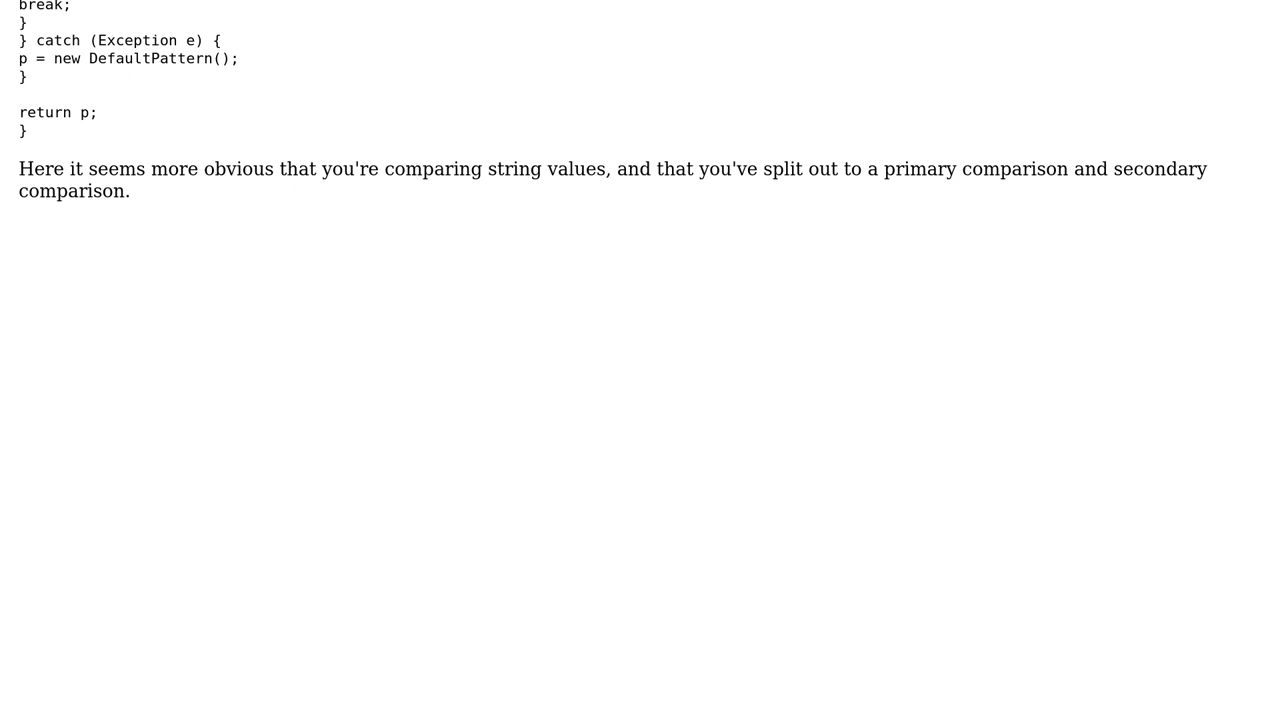 break;
}
} catch (Exception e) {
p = new DefaultPattern();
}
return p;
}
Here it seems more obvious that you're comparing string values, and that you've split out to a primary comparison and secondary
comparison.